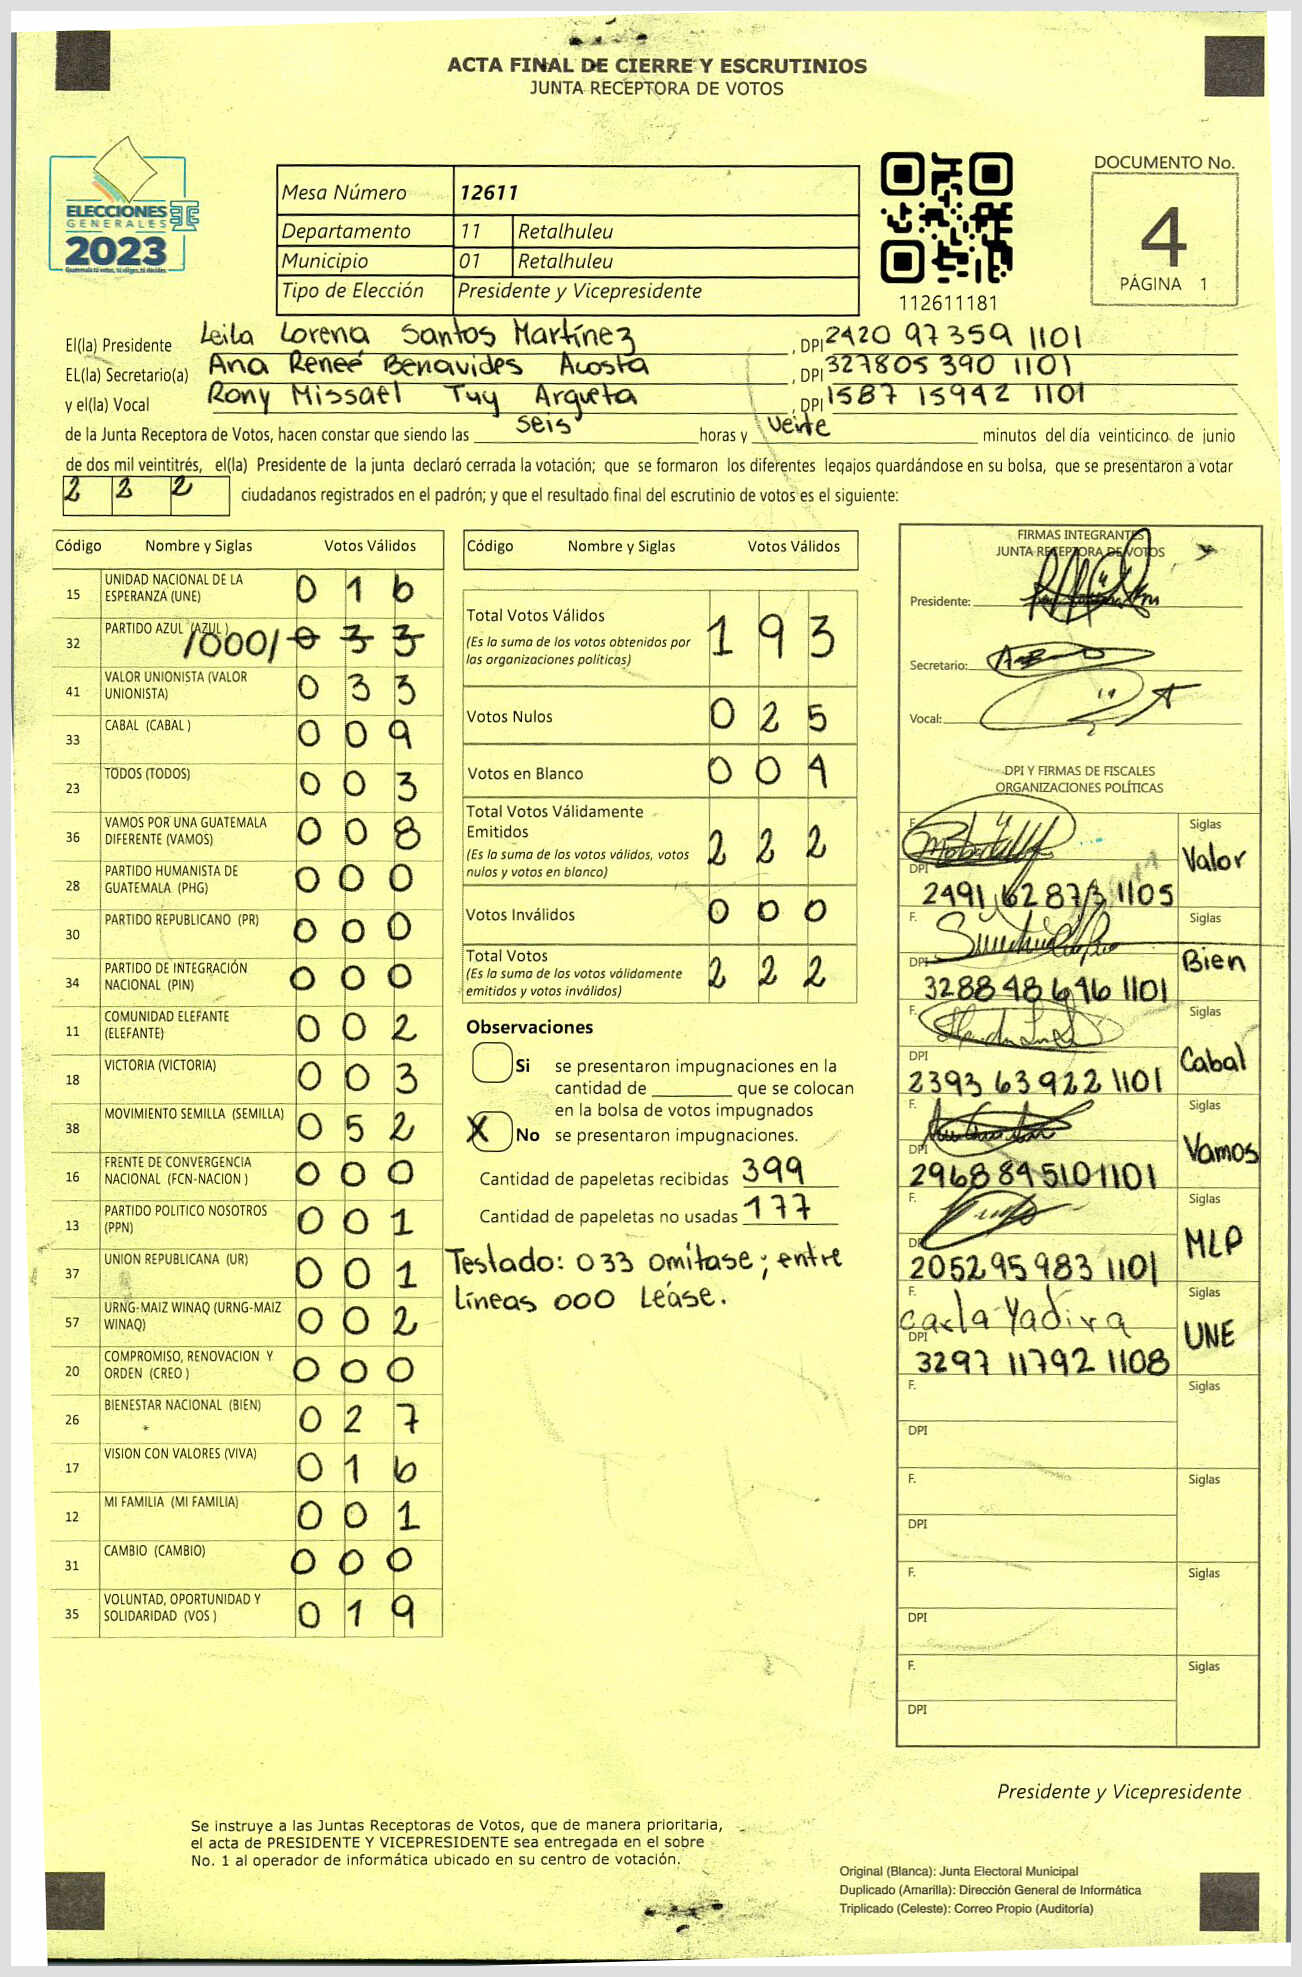 ACTA FINAL DE CIERRE Y ESCRUTINIOS
JUNTA RECEPTORA DE VOTOS
ELECCIONES
GENERALES
2023
Mesa Número 12611
Departamento 11 Retalhuleu
Municipio 01 Retalhuleu
Tipo de Elección Presidente y Vicepresidente
112611181
DOCUMENTO No.
4
PÁGINA 1
El(la) Presidente Leila Lorena Santos Martínez, DPI 2420 97359 1101
EL(la) Secretario(a) Ana Reneé Benavides Acosta, DPI 327805 390 1101
y el(la) Vocal Rony Missael Tuy Argueta, DPI 1587 15942 1101
de la Junta Receptora de Votos, hacen constar que siendo las seis horas y veinte minutos del día veinticinco de junio
de dos mil veintitrés, el(la) Presidente de la junta declaró cerrada la votación; que se formaron los diferentes legajos guardándose en su bolsa, que se presentaron a votar
2 2 2 ciudadanos registrados en el padrón; y que el resultado final del escrutinio de votos es el siguiente:
Código Nombre y Siglas Votos Válidos
15 UNIDAD NACIONAL DE LA ESPERANZA (UNE) 0 1 6
32 PARTIDO AZUL (AZUL) /000/ 0 3 3
41 VALOR UNIONISTA (VALOR UNIONISTA) 0 3 3
33 CABAL (CABAL ) 0 0 9
23 TODOS (TODOS) 0 0 3
36 VAMOS POR UNA GUATEMALA DIFERENTE (VAMOS) 0 0 8
28 PARTIDO HUMANISTA DE GUATEMALA (PHG) 0 0 0
30 PARTIDO REPUBLICANO (PR) 0 0 0
34 PARTIDO DE INTEGRACIÓN NACIONAL (PIN) 0 0 0
11 COMUNIDAD ELEFANTE (ELEFANTE) 0 0 2
18 VICTORIA (VICTORIA) 0 0 3
38 MOVIMIENTO SEMILLA (SEMILLA) 0 5 2
16 FRENTE DE CONVERGENCIA NACIONAL (FCN-NACION ) 0 0 0
13 PARTIDO POLITICO NOSOTROS (PPN) 0 0 1
37 UNION REPUBLICANA (UR) 0 0 1
57 URNG-MAIZ WINAQ (URNG-MAIZ WINAQ) 0 0 2
20 COMPROMISO, RENOVACION Y ORDEN (CREO ) 0 0 0
26 BIENESTAR NACIONAL (BIEN) 0 2 7
17 VISION CON VALORES (VIVA) 0 1 6
12 MI FAMILIA (MI FAMILIA) 0 0 1
31 CAMBIO (CAMBIO) 0 0 0
35 VOLUNTAD, OPORTUNIDAD Y SOLIDARIDAD (VOS ) 0 1 9
Código Nombre y Siglas Votos Válidos
Total Votos Válidos 1 9 3
(Es la suma de los votos obtenidos por
las organizaciones políticas)
Votos Nulos 0 2 5
Votos en Blanco 0 0 4
Total Votos Válidamente
Emitidos 2 2 2
(Es la suma de los votos válidos, votos
nulos y votos en blanco)
Votos Inválidos 0 0 0
Total Votos 2 2 2
(Es la suma de los votos válidamente
emitidos y votos inválidos)
Observaciones
Si se presentaron impugnaciones en la
cantidad de ________ que se colocan
en la bolsa de votos impugnados
X No se presentaron impugnaciones.
Cantidad de papeletas recibidas 399
Cantidad de papeletas no usadas 177
Testado: 033 omítase; entre
líneas 000 Léase.
FIRMAS INTEGRANTES
JUNTA RECEPTORA DE VOTOS
Presidente:
Secretario:
Vocal:
DPI Y FIRMAS DE FISCALES
ORGANIZACIONES POLÍTICAS
F. Siglas
DPI 2491 62873 1105 Valor
F. Siglas
DPI 3288 48646 1101 Bien
F. Siglas
DPI 2393 63922 1101 Cabal
F. Siglas
DPI 2968 84510 1101 Vamos
F. Siglas
DPI 2052 95983 1101 MLP
F. Carla Yadira Siglas
DPI 3297 11792 1108 UNE
F. Siglas
DPI
F. Siglas
DPI
F. Siglas
DPI
F. Siglas
DPI
Presidente y Vicepresidente
Se instruye a las Juntas Receptoras de Votos, que de manera prioritaria,
el acta de PRESIDENTE Y VICEPRESIDENTE sea entregada en el sobre
No. 1 al operador de informática ubicado en su centro de votación.
Original (Blanca): Junta Electoral Municipal
Duplicado (Amarilla): Dirección General de Informática
Triplicado (Celeste): Correo Propio (Auditoría)